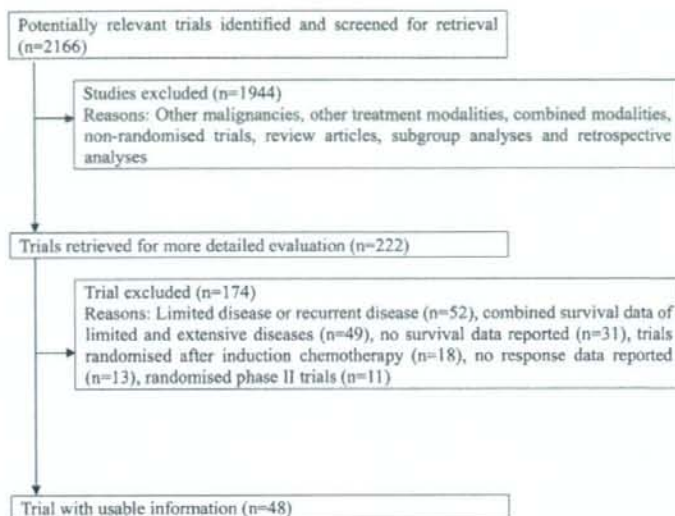 Potentially relevant trials identified and screened for retrieval
(n=2166)
Studies excluded (n=1944)
Reasons: Other malignancies, other treatment modalities, combined modalities,
non-randomised trials, review articles, subgroup analyses and retrospective
analyses
Trials retrieved for more detailed evaluation (n=222)
Trial excluded (n=174)
Reasons: Limited disease or recurrent disease (n=52), combined survival data of
limited and extensive diseases (n=49), no survival data reported (n=31), trials
randomised after induction chemotherapy (n=18), no response data reported
(n=13), randomised phase II trials (n=11)
Trial with usable information (n=48)